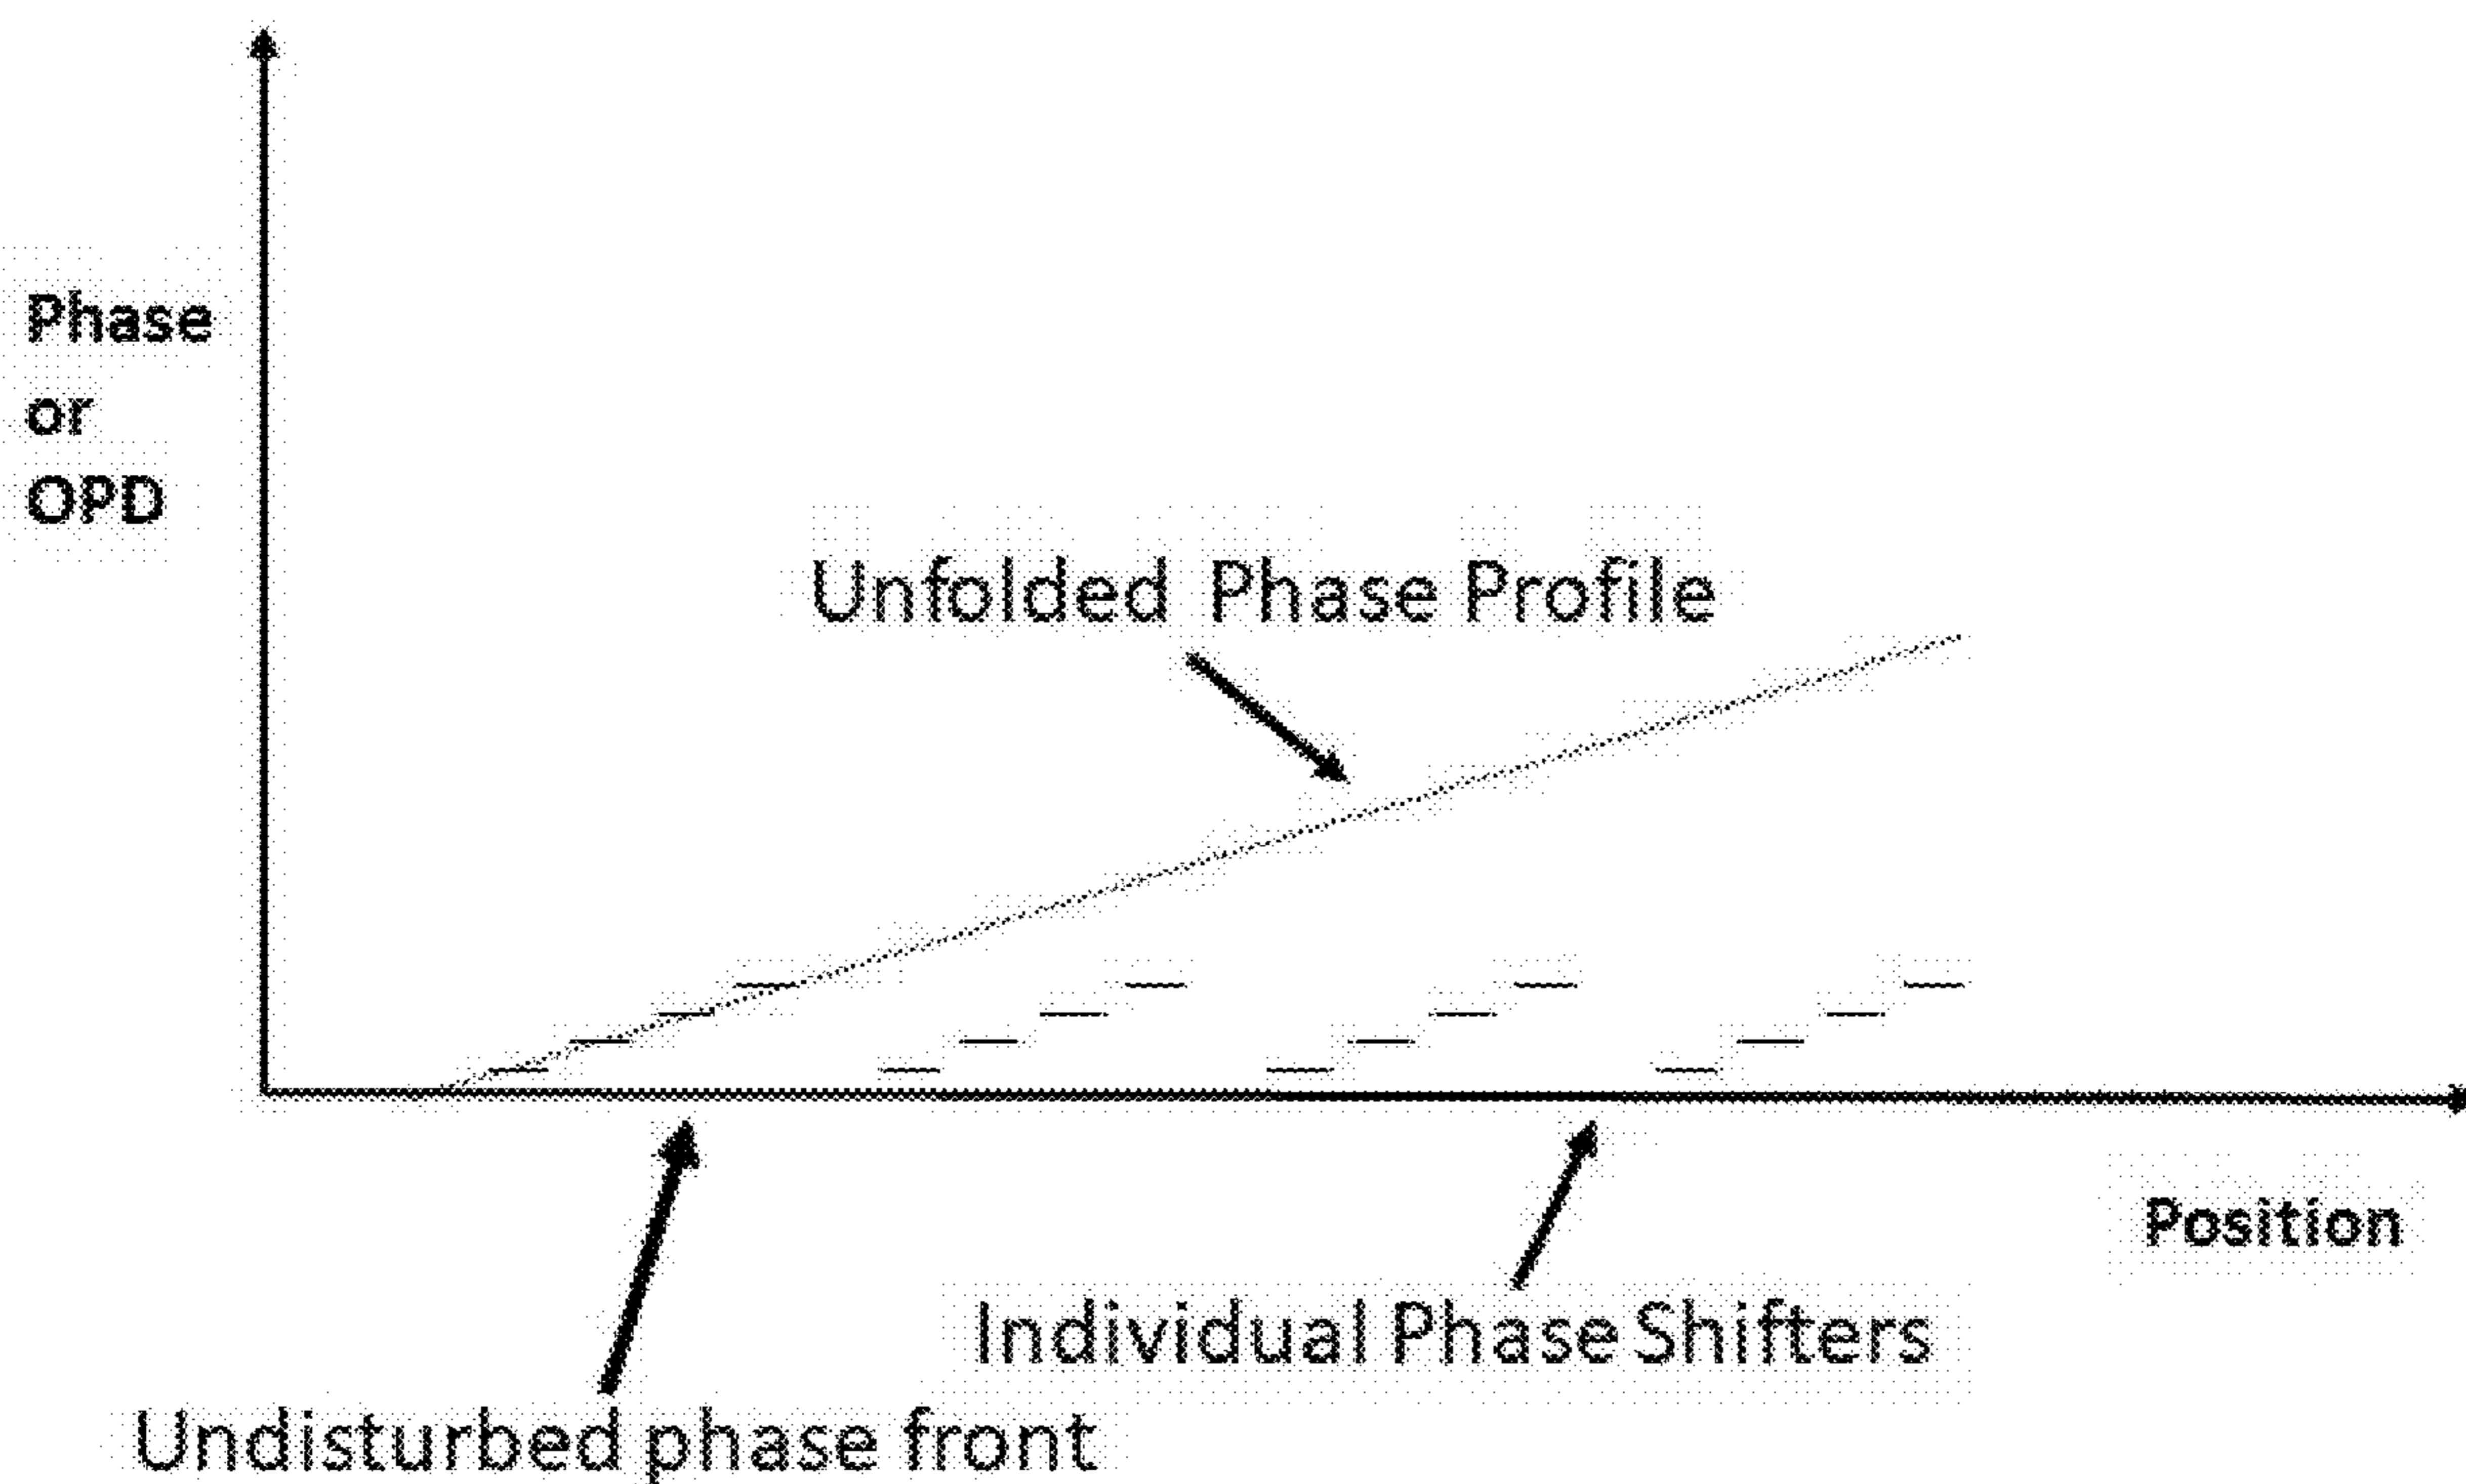 Phase
or
OPD
Unfolded Phase Profile
Position
Individual Phase Shifters
Undisturbed phase front